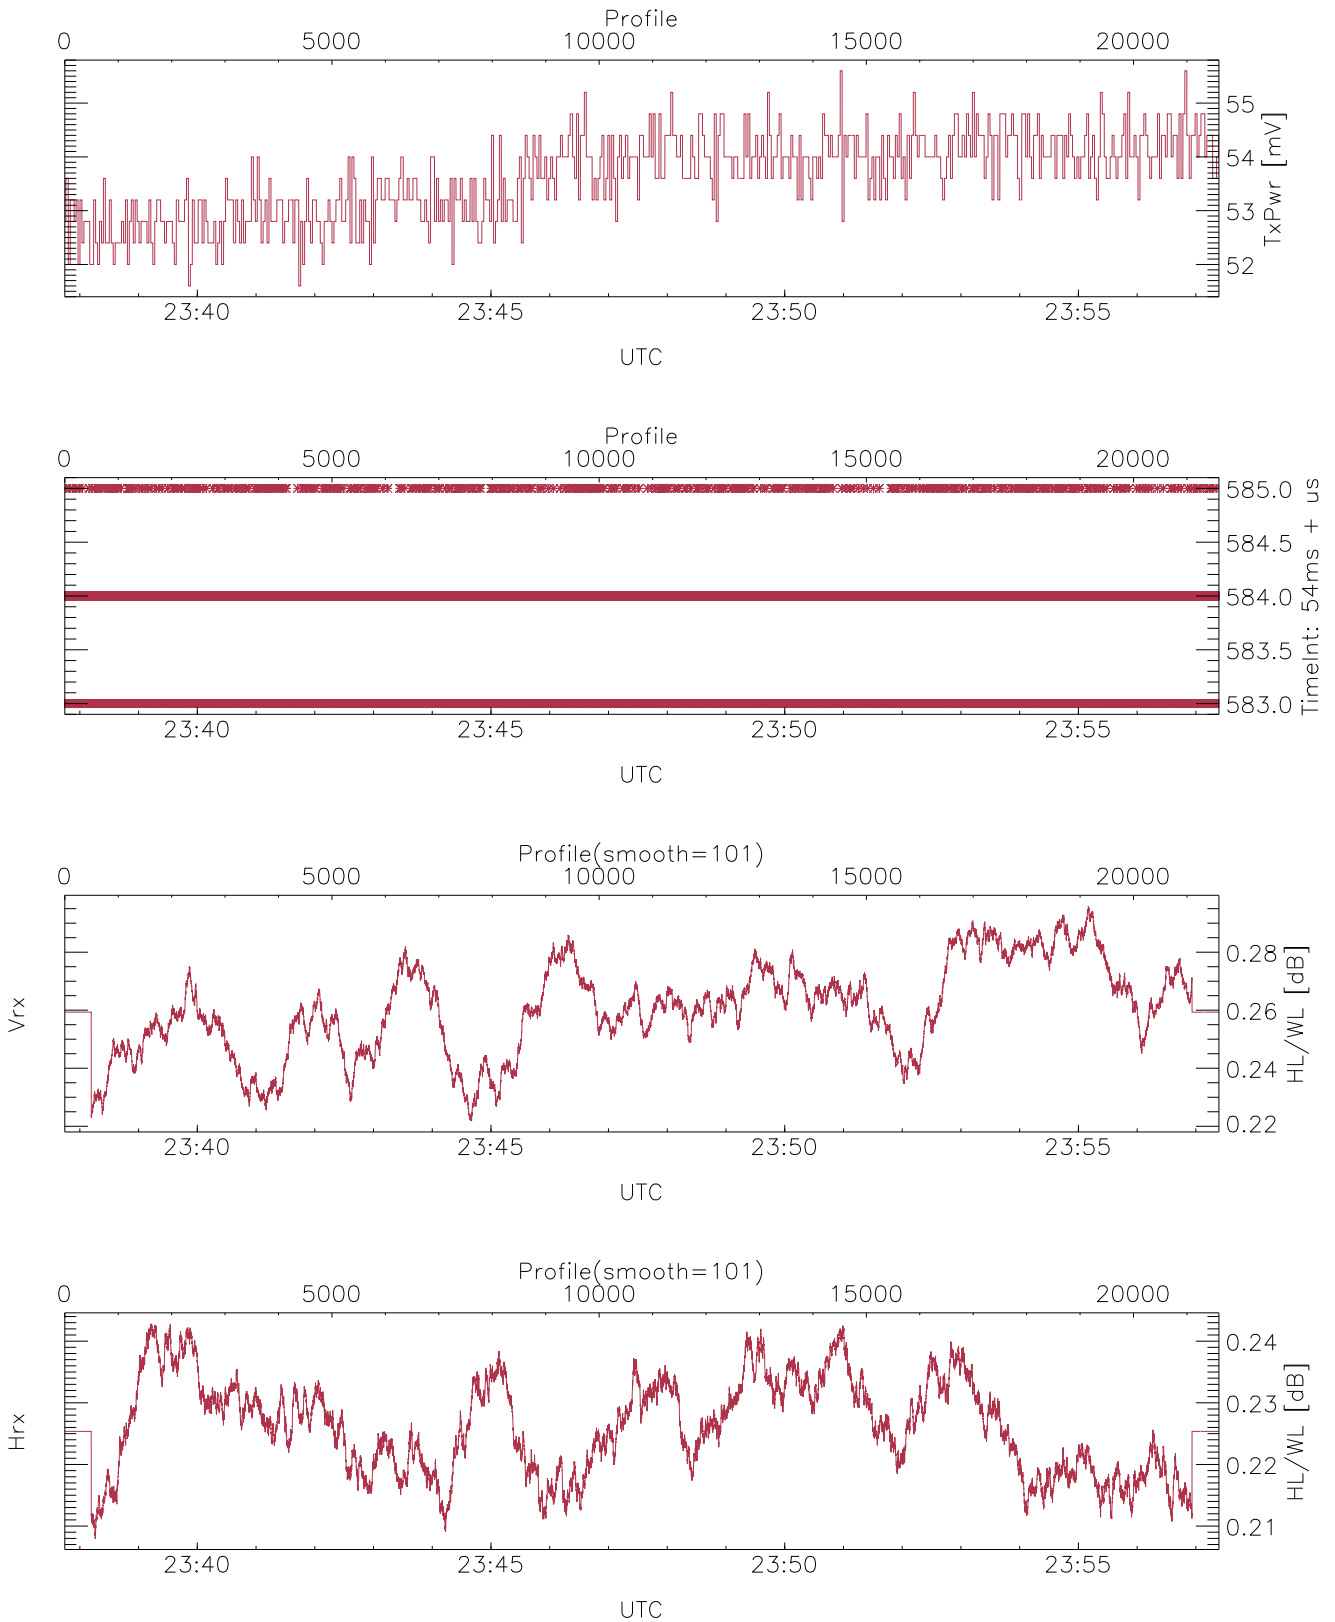 Profile
0 5000 10000 15000 20000
55
54
53
52
TxPwr [mV]
23:40 23:45 23:50 23:55
UTC
Profile
0 5000 10000 15000 20000
585.0
584.5
584.0
583.5
583.0
TimeInt: 54ms + us
23:40 23:45 23:50 23:55
UTC
Profile(smooth=101)
0 5000 10000 15000 20000
Vrx
0.28
0.26
0.24
0.22
HL/WL [dB]
23:40 23:45 23:50 23:55
UTC
Profile(smooth=101)
0 5000 10000 15000 20000
Hrx
0.24
0.23
0.22
0.21
HL/WL [dB]
23:40 23:45 23:50 23:55
UTC